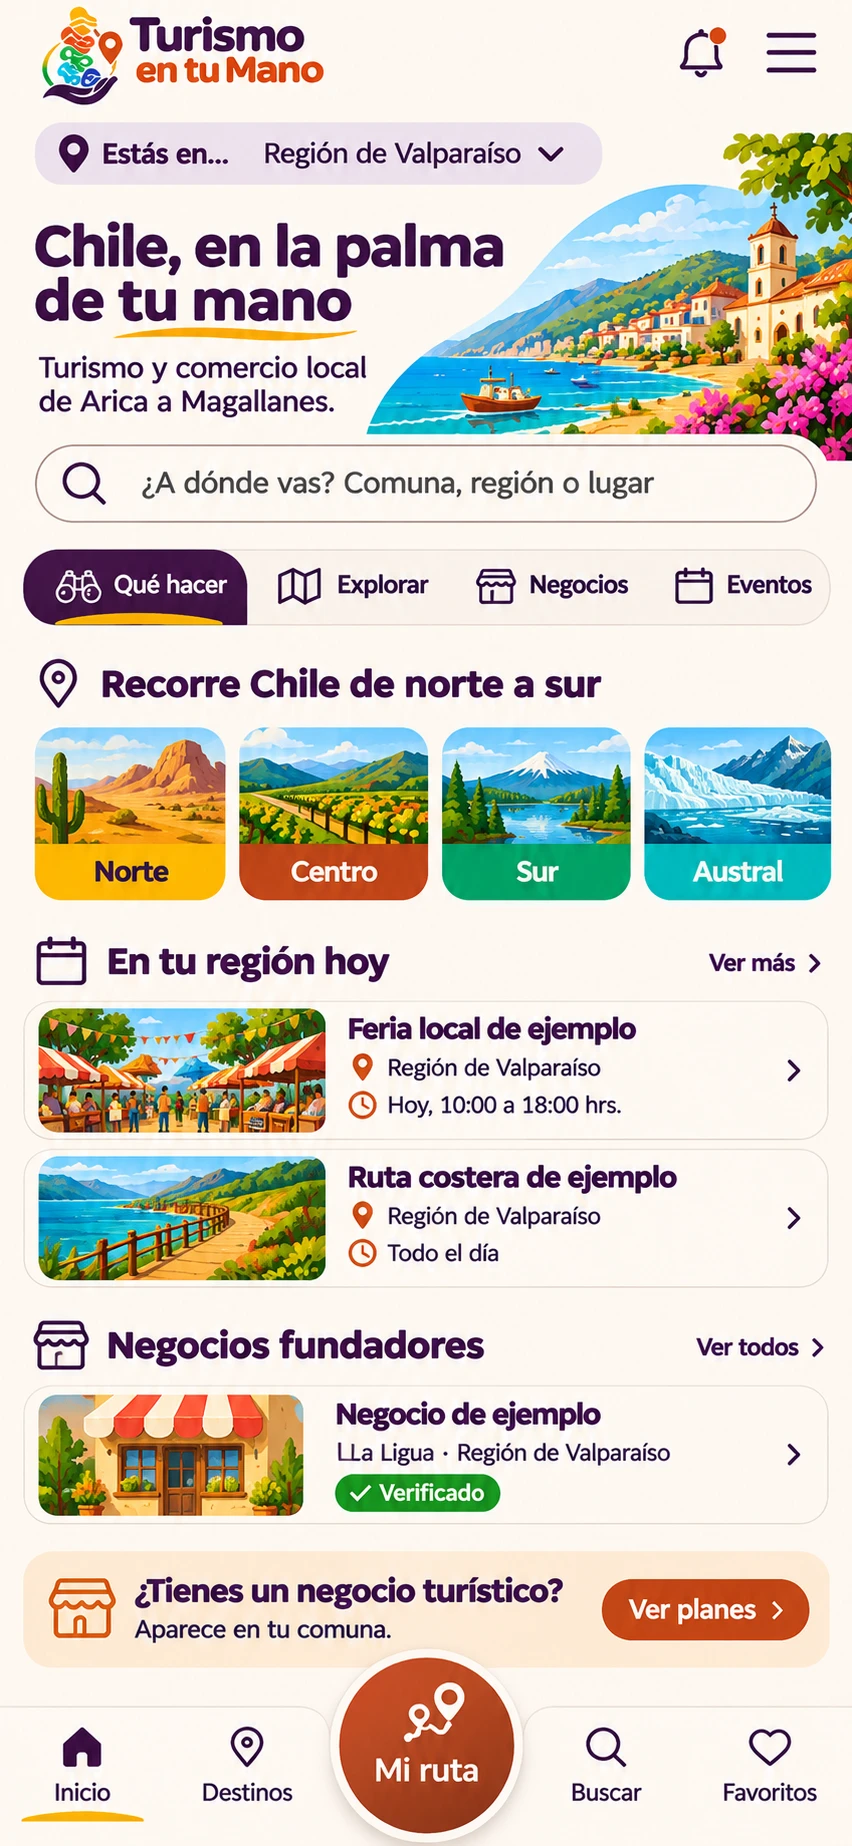 Turismo
en tu Mano
Estás en... Región de Valparaíso
Chile, en la palma
de tu mano
Turismo y comercio local
de Arica a Magallanes.
¿A dónde vas? Comuna, región o lugar
Qué hacer
Explorar
Negocios
Eventos
Recorre Chile de norte a sur
Norte
Centro
Sur
Austral
En tu región hoy
Ver más
Feria local de ejemplo
Región de Valparaíso
Hoy, 10:00 a 18:00 hrs.
Ruta costera de ejemplo
Región de Valparaíso
Todo el día
Negocios fundadores
Ver todos
Negocio de ejemplo
LLa Ligua · Región de Valparaíso
Verificado
¿Tienes un negocio turístico?
Aparece en tu comuna.
Ver planes
Inicio
Destinos
Mi ruta
Buscar
Favoritos